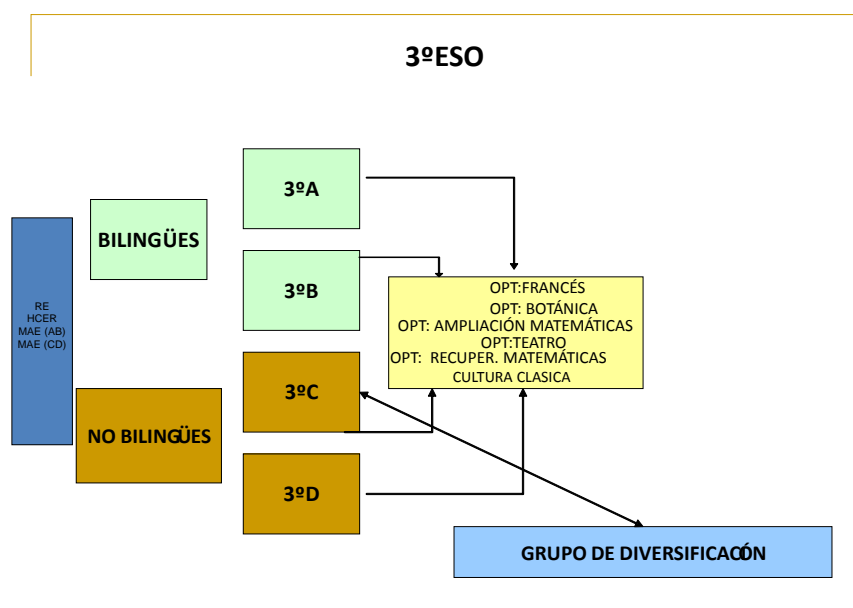 3ºESO
3ºA
BILINGÜES
3ºB
RE
HCER
MAE (AB)
MAE (CD)
OPT:FRANCÉS
OPT: BOTÁNICA
OPT: AMPLIACIÓN MATEMÁTICAS
OPT:TEATRO
OPT: RECUPER. MATEMÁTICAS
CULTURA CLASICA
3ºC
NO BILINGÜES
3ºD
GRUPO DE DIVERSIFICACIÓN